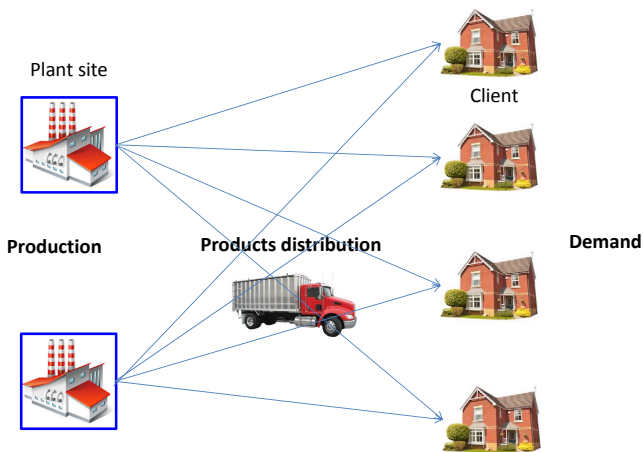 Plant site
Client
Production
Products distribution
Demand